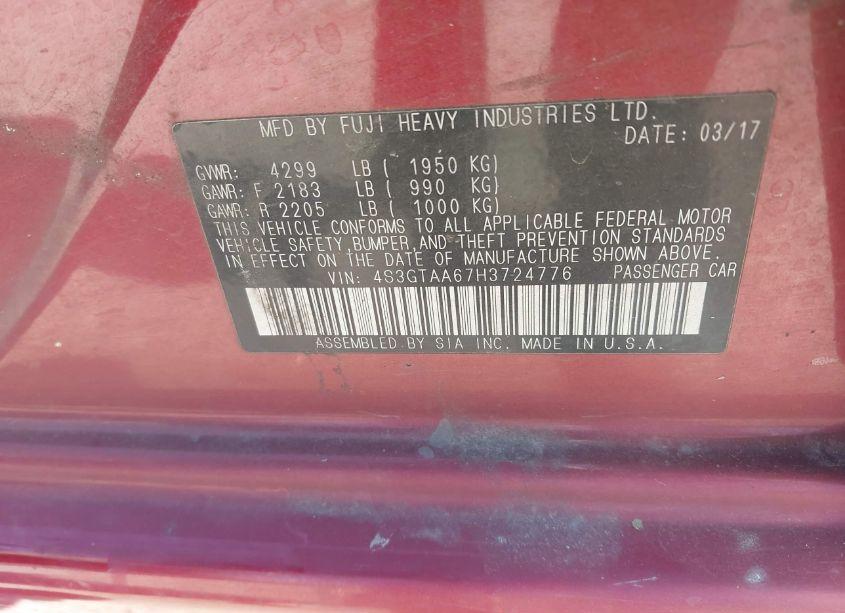 MFD BY FUJI HEAVY INDUSTRIES LTD.
DATE: 03/17
GVWR: 4299 LB ( 1950 KG)
GAWR: F 2183 LB ( 990 KG)
GAWR: R 2205 LB ( 1000 KG)
THIS VEHICLE CONFORMS TO ALL APPLICABLE FEDERAL MOTOR
VEHICLE SAFETY, BUMPER, AND THEFT PREVENTION STANDARDS
IN EFFECT ON THE DATE OF MANUFACTURE SHOWN ABOVE.
VIN: 4S3GTAA67H3724776 PASSENGER CAR
ASSEMBLED BY SIA INC. MADE IN U.S.A.